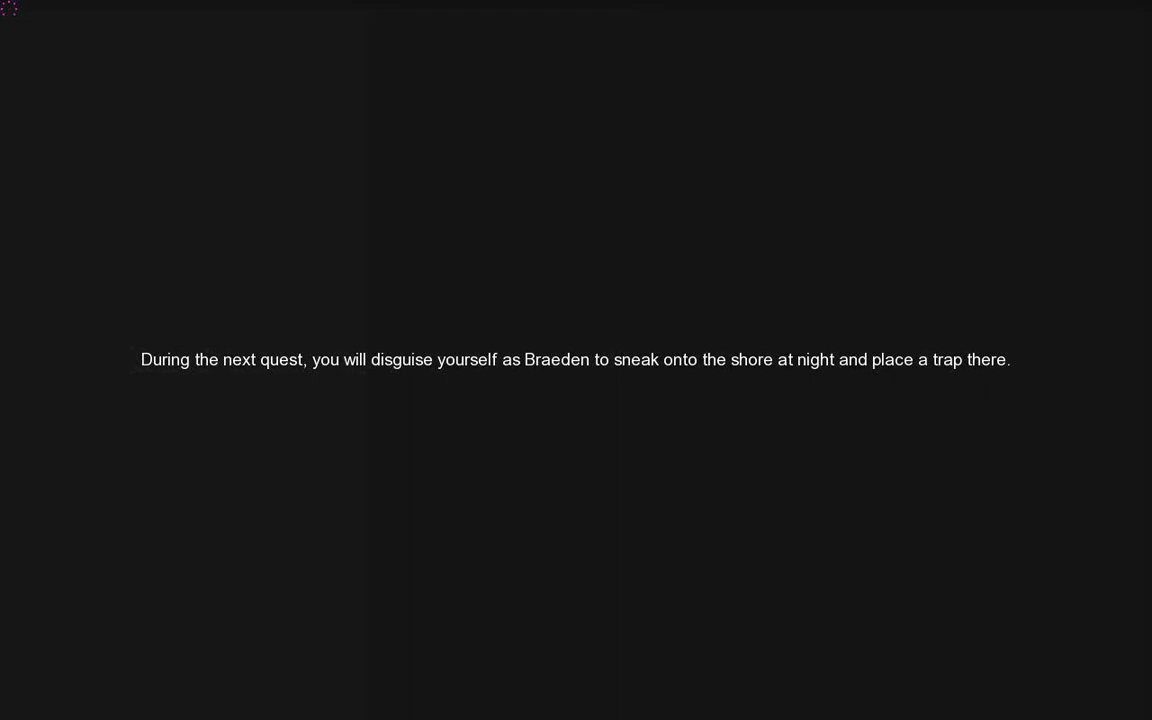 During the next quest, you will disguise yourself as Braeden to sneak onto the shore at night and place a trap there.